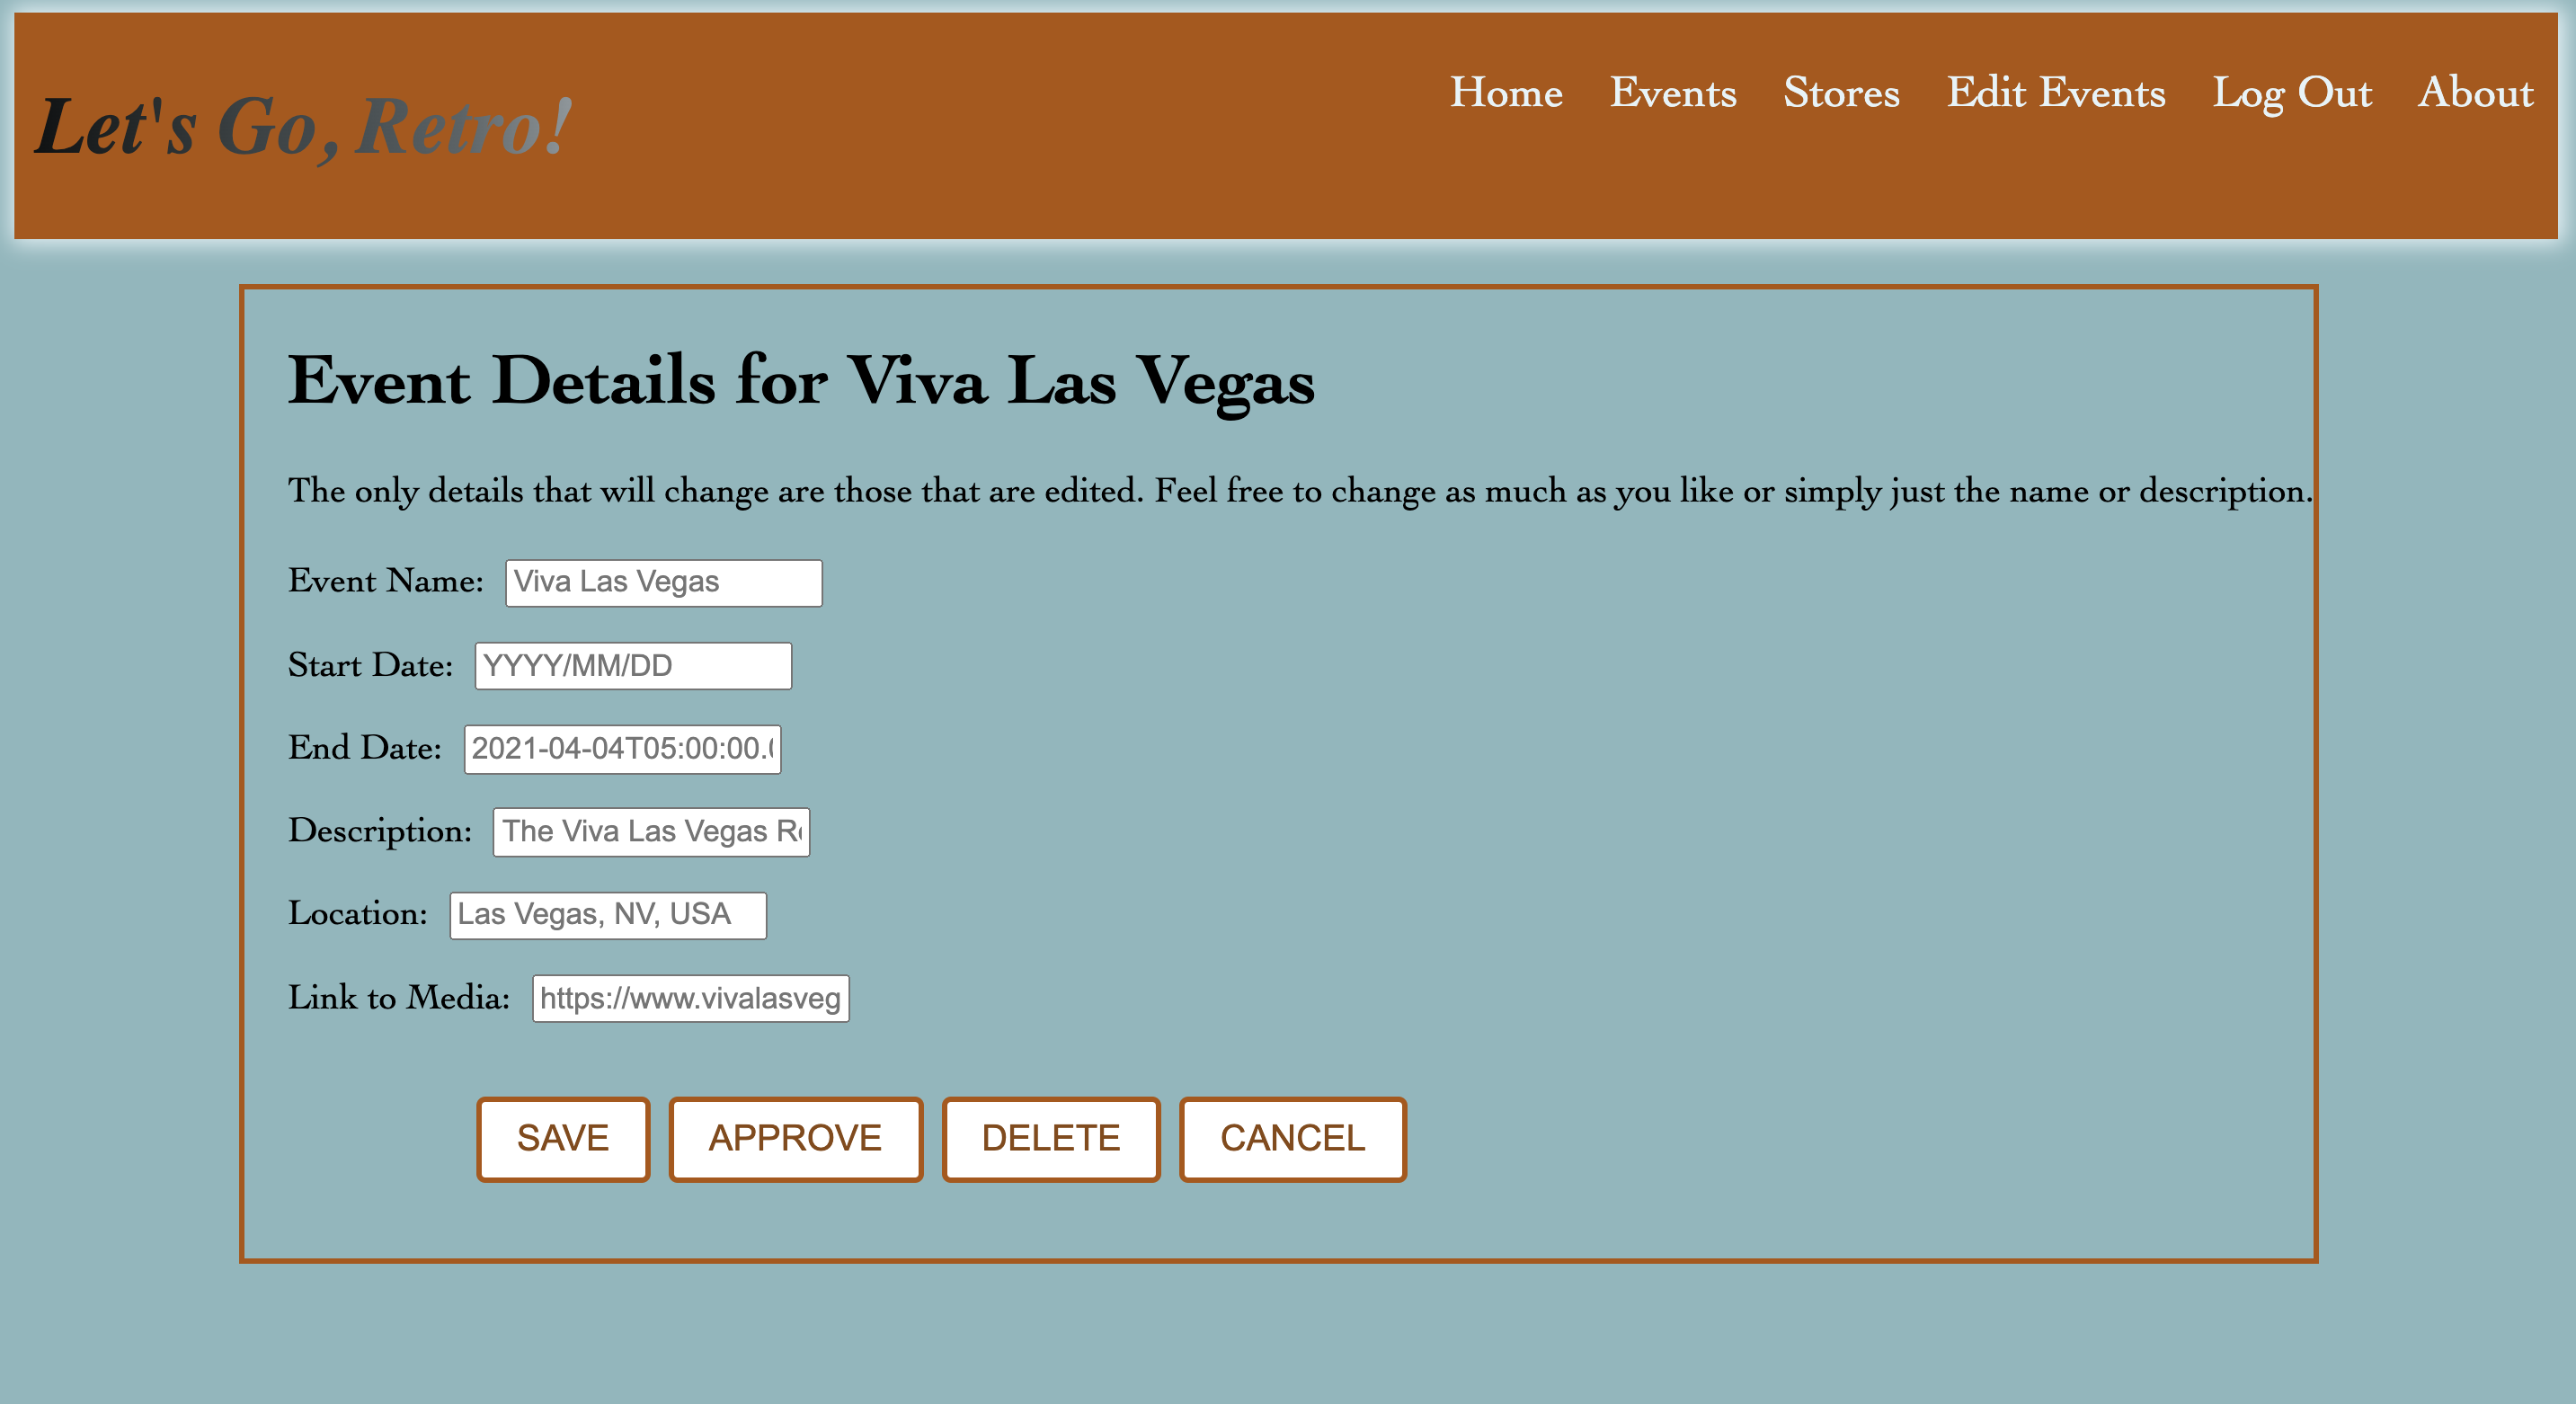 Let's Go, Retro!
Home Events Stores Edit Events Log Out About
Event Details for Viva Las Vegas
The only details that will change are those that are edited. Feel free to change as much as you like or simply just the name or description.
Event Name: Viva Las Vegas
Start Date: YYYY/MM/DD
End Date: 2021-04-04T05:00:00.
Description: The Viva Las Vegas R
Location: Las Vegas, NV, USA
Link to Media: https://www.vivalasveg
SAVE APPROVE DELETE CANCEL